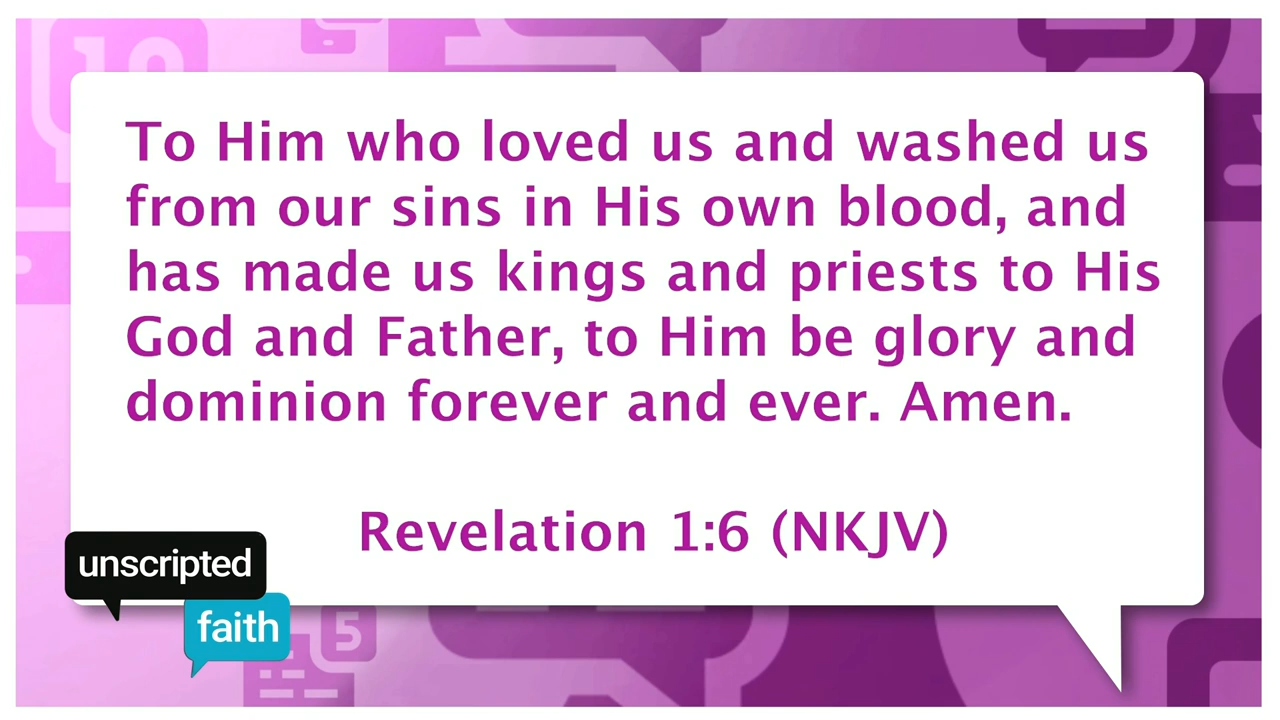 To Him who loved us and washed us
from our sins in His own blood, and
has made us kings and priests to His
God and Father, to Him be glory and
dominion forever and ever. Amen.
Revelation 1:6 (NKJV)
unscripted
faith
10
5